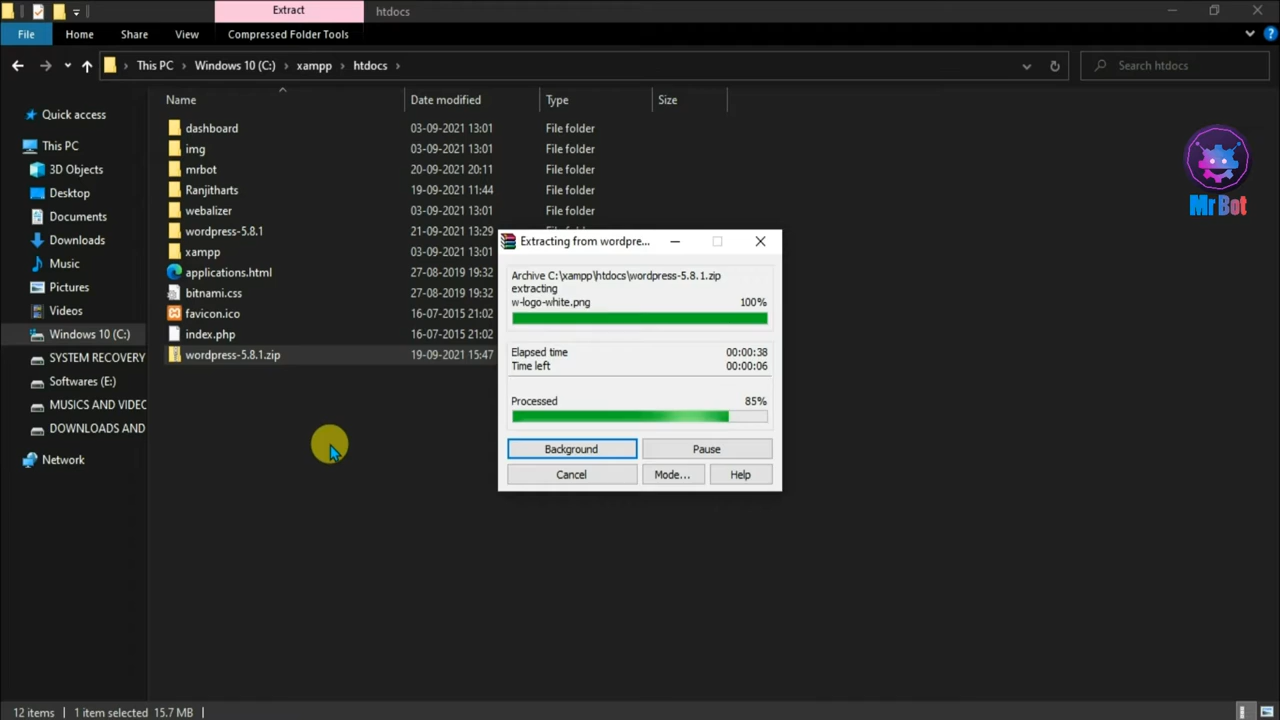 Extract
htdocs
File
Home
Share
View
Compressed Folder Tools
This PC
Windows 10 (C:)
xampp
htdocs
Search htdocs
Name
Date modified
Type
Size
Quick access
This PC
3D Objects
Desktop
Documents
Downloads
Music
Pictures
Videos
Windows 10 (C:)
SYSTEM RECOVERY
Softwares (E:)
MUSICS AND VIDEC
DOWNLOADS AND
Network
dashboard 03-09-2021 13:01 File folder
img 03-09-2021 13:01 File folder
mrbot 20-09-2021 20:11 File folder
Ranjitharts 19-09-2021 11:44 File folder
webalizer 03-09-2021 13:01 File folder
wordpress-5.8.1 21-09-2021 13:29
xampp 03-09-2021 13:01
applications.html 27-08-2019 19:32
bitnami.css 27-08-2019 19:32
favicon.ico 16-07-2015 21:02
index.php 16-07-2015 21:02
wordpress-5.8.1.zip 19-09-2021 15:47
Extracting from wordpre...
Archive C:\xampp\htdocs\wordpress-5.8.1.zip
extracting
w-logo-white.png 100%
Elapsed time 00:00:38
Time left 00:00:06
Processed 85%
Background
Pause
Cancel
Mode...
Help
Mr Bot
12 items
1 item selected 15.7 MB